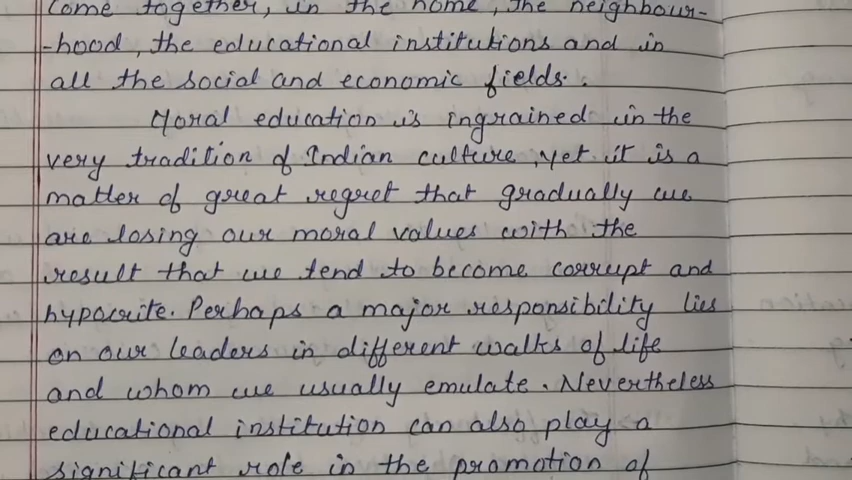 come together, in the home, the neighbour-
-hood, the educational institutions and in
all the social and economic fields.
Moral education is ingrained in the
very tradition of Indian culture, yet it is a
matter of great regret that gradually we
are losing our moral values with the
result that we tend to become corrupt and
hypocrite. Perhaps a major responsibility lies
on our leaders in different walks of life
and whom we usually emulate. Nevertheless
educational institution can also play a
significant role in the promotion of